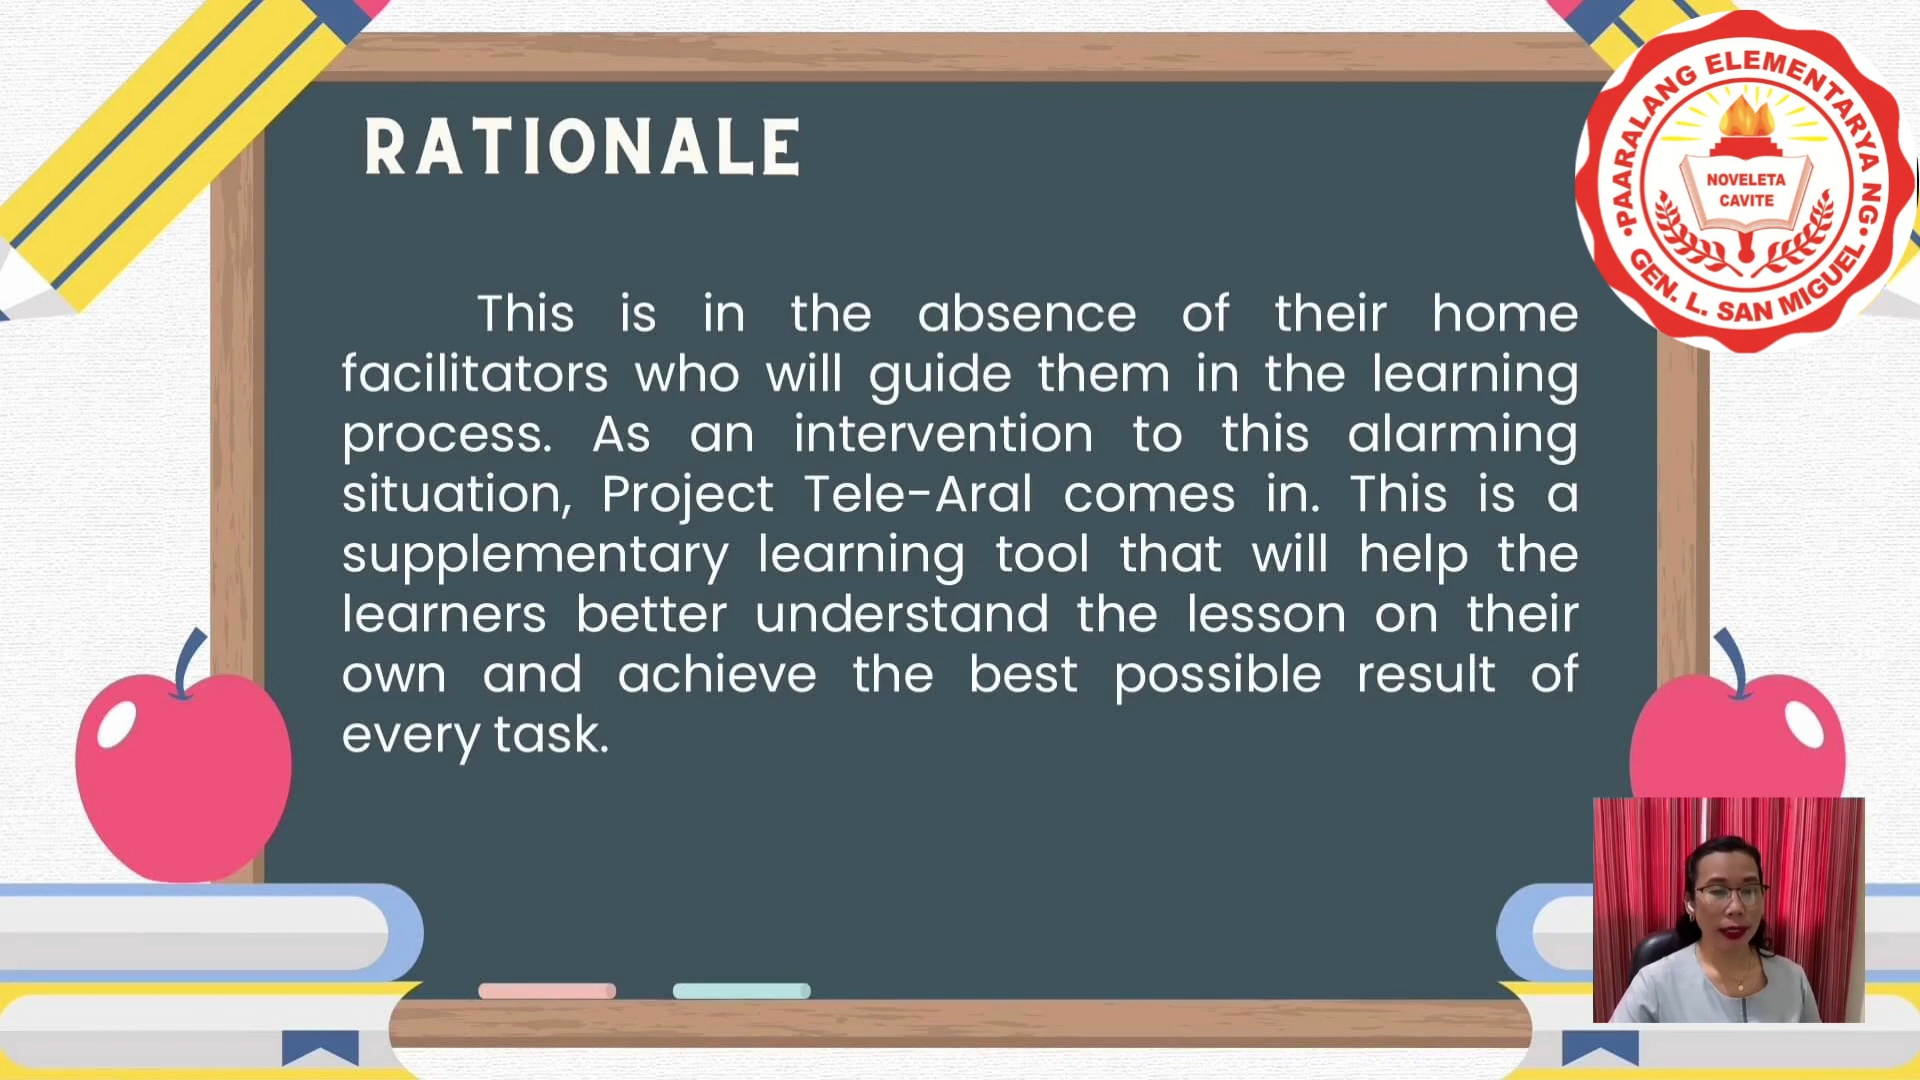 RATIONALE
This is in the absence of their home
facilitators who will guide them in the learning
process. As an intervention to this alarming
situation, Project Tele-Aral comes in. This is a
supplementary learning tool that will help the
learners better understand the lesson on their
own and achieve the best possible result of
every task.
PAARALANG ELEMENTARYA NG
GEN. L. SAN MIGUEL
NOVELETA
CAVITE